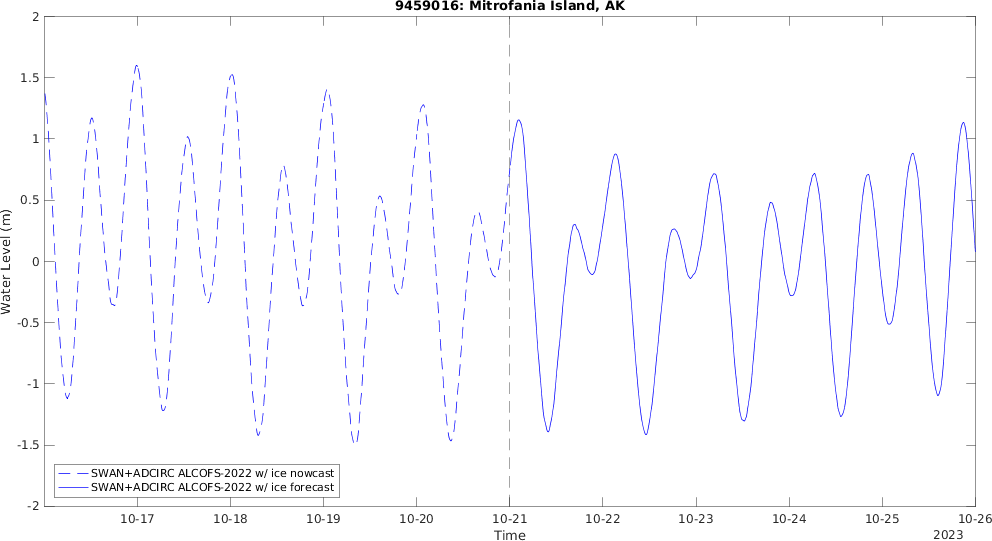 9459016: Mitrofania Island, AK
2
1.5
1
0.5
0
-0.5
-1
-1.5
-2
Water Level (m)
SWAN+ADCIRC ALCOFS-2022 w/ ice nowcast
SWAN+ADCIRC ALCOFS-2022 w/ ice forecast
10-17 10-18 10-19 10-20 10-21 10-22 10-23 10-24 10-25 10-26
Time
2023